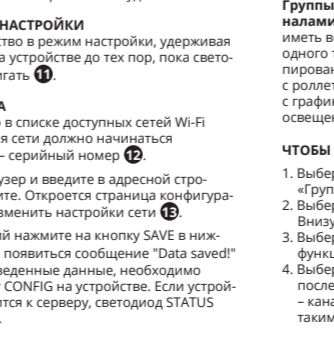 НАСТРОЙКИ
ство в режим настройки, удерживая
а устройстве до тех пор, пока свето-
игать 11.
А
о в списке доступных сетей Wi-Fi
я сети должно начинаться
– серийный номер 12.
узер и введите в адресной стро-
ите. Откроется страница конфигура-
зменить настройки сети 13.
ий нажмите на кнопку SAVE в ниж-
появиться сообщение "Data saved!"
веденные данные, необходимо
CONFIG на устройстве. Если устрой-
ится к серверу, светодиод STATUS
Группы
налами
иметь в
одного т
пирован
с роллет
с график
освещен
ЧТОБЫ
1. Выбер
«Груп
2. Выбер
Внизу
3. Выбер
функц
4. Выбер
после
– кана
таким